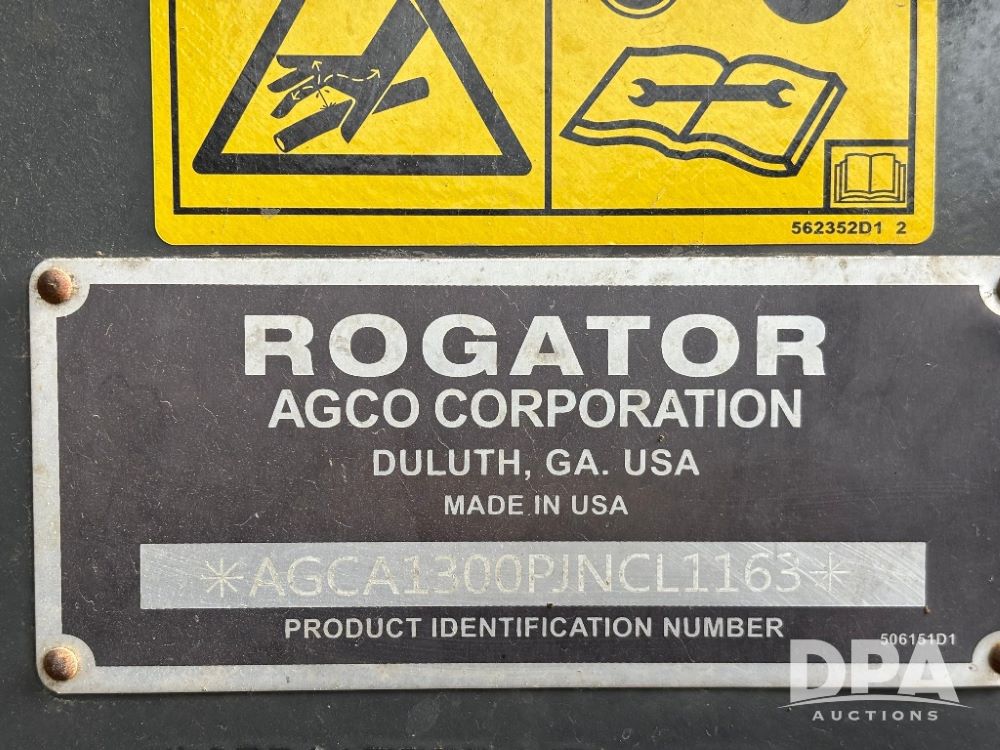 562352D1 2
ROGATOR
AGCO CORPORATION
DULUTH, GA. USA
MADE IN USA
*AGCA1300PJNCL1163*
PRODUCT IDENTIFICATION NUMBER
506151D1
DPA
AUCTIONS